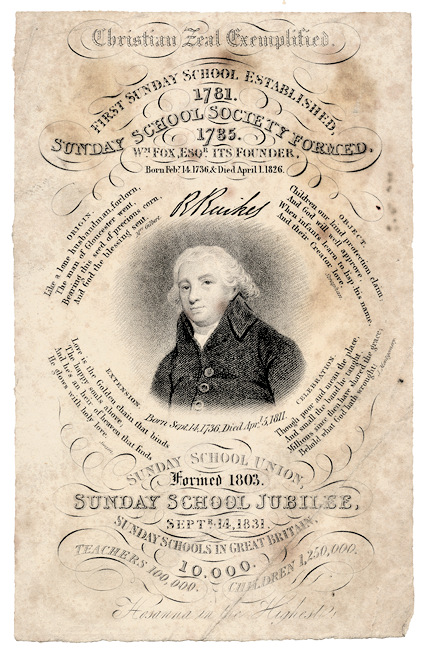 Christian Zeal Exemplified.
FIRST SUNDAY SCHOOL ESTABLISHED,
1781.
SUNDAY SCHOOL SOCIETY FORMED.
1785.
Wm FOX, ESQR. ITS FOUNDER,
Born Feby. 14. 1736, & Died April 1. 1826.
R Raikes
ORIGIN.
Like a lone husbandman forlorn,
The man of Gloucester went,
Bearing this seed of precious corn,
And God the blessing sent.
Mrs. Gilbert.
OBJECT.
Children our kind protection claim,
And God will well approve,
When infants learn to lisp his name,
And their Creator love.
EXTENSION
Love is the Golden chain that binds,
The happy souls above,
And he's an heir of heaven that finds,
He glows with holy love.
CELEBRATION.
Though poor and mean the place,
And small the band he sought,
Millions since then have shared the grace,
Behold what God hath wrought.
J. Montgomery.
Born Sept. 14, 1736, Died Apr. 5, 1811.
SUNDAY SCHOOL UNION,
Formed 1803.
SUNDAY SCHOOL JUBILEE,
SEPTR. 14, 1831.
SUNDAY SCHOOLS IN GREAT BRITAIN,
10.000.
TEACHERS 100,000. CHILDREN 1,250,000.
Hosanna in the Highest